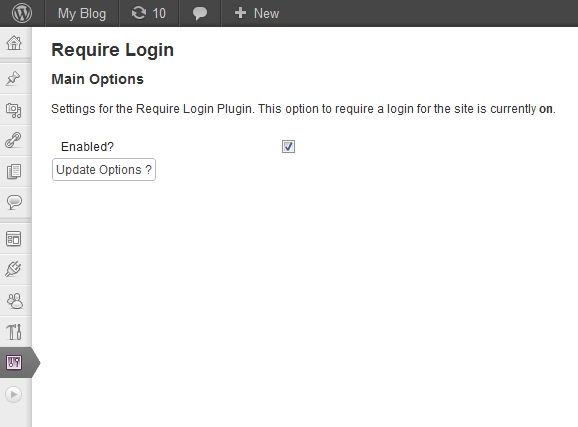 My Blog 10 New
Require Login
Main Options
Settings for the Require Login Plugin. This option to require a login for the site is currently on.
Enabled?
Update Options ?